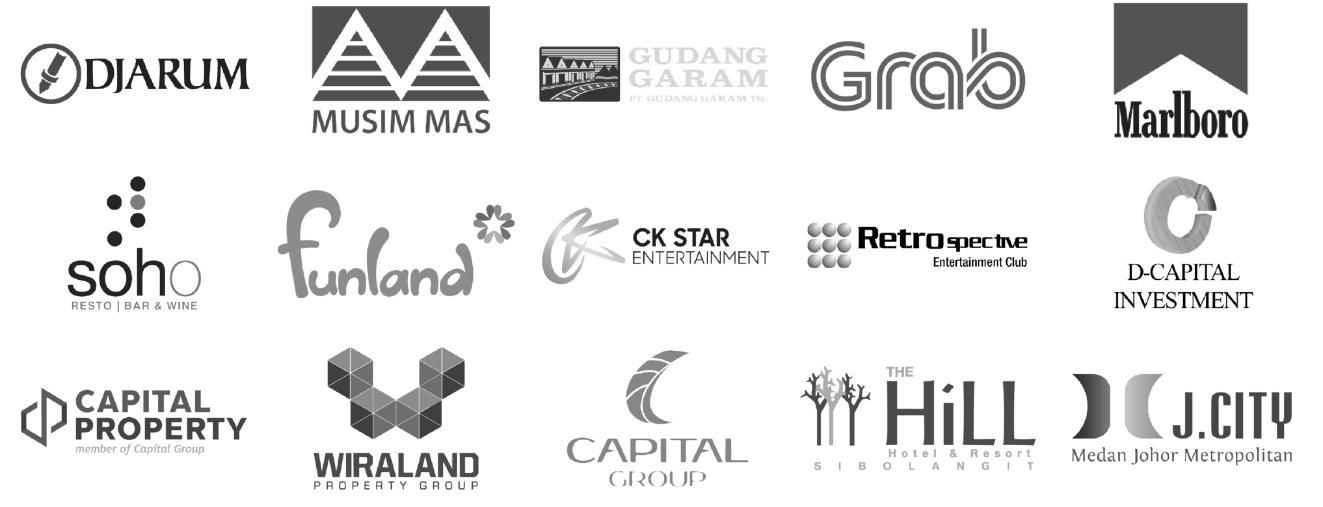 DJARUM
MUSIM MAS
GUDANG
GARAM
PT. GUDANG GARAM Tbk.
Grab
Marlboro
soho
RESTO | BAR & WINE
funland
CK STAR
ENTERTAINMENT
Retrospective
Entertainment Club
D-CAPITAL
INVESTMENT
CAPITAL
PROPERTY
member of Capital Group
WIRALAND
PROPERTY GROUP
CAPITAL
GROUP
THE
HiLL
Hotel & Resort
SIBOLANGIT
J.CITY
Medan Johor Metropolitan